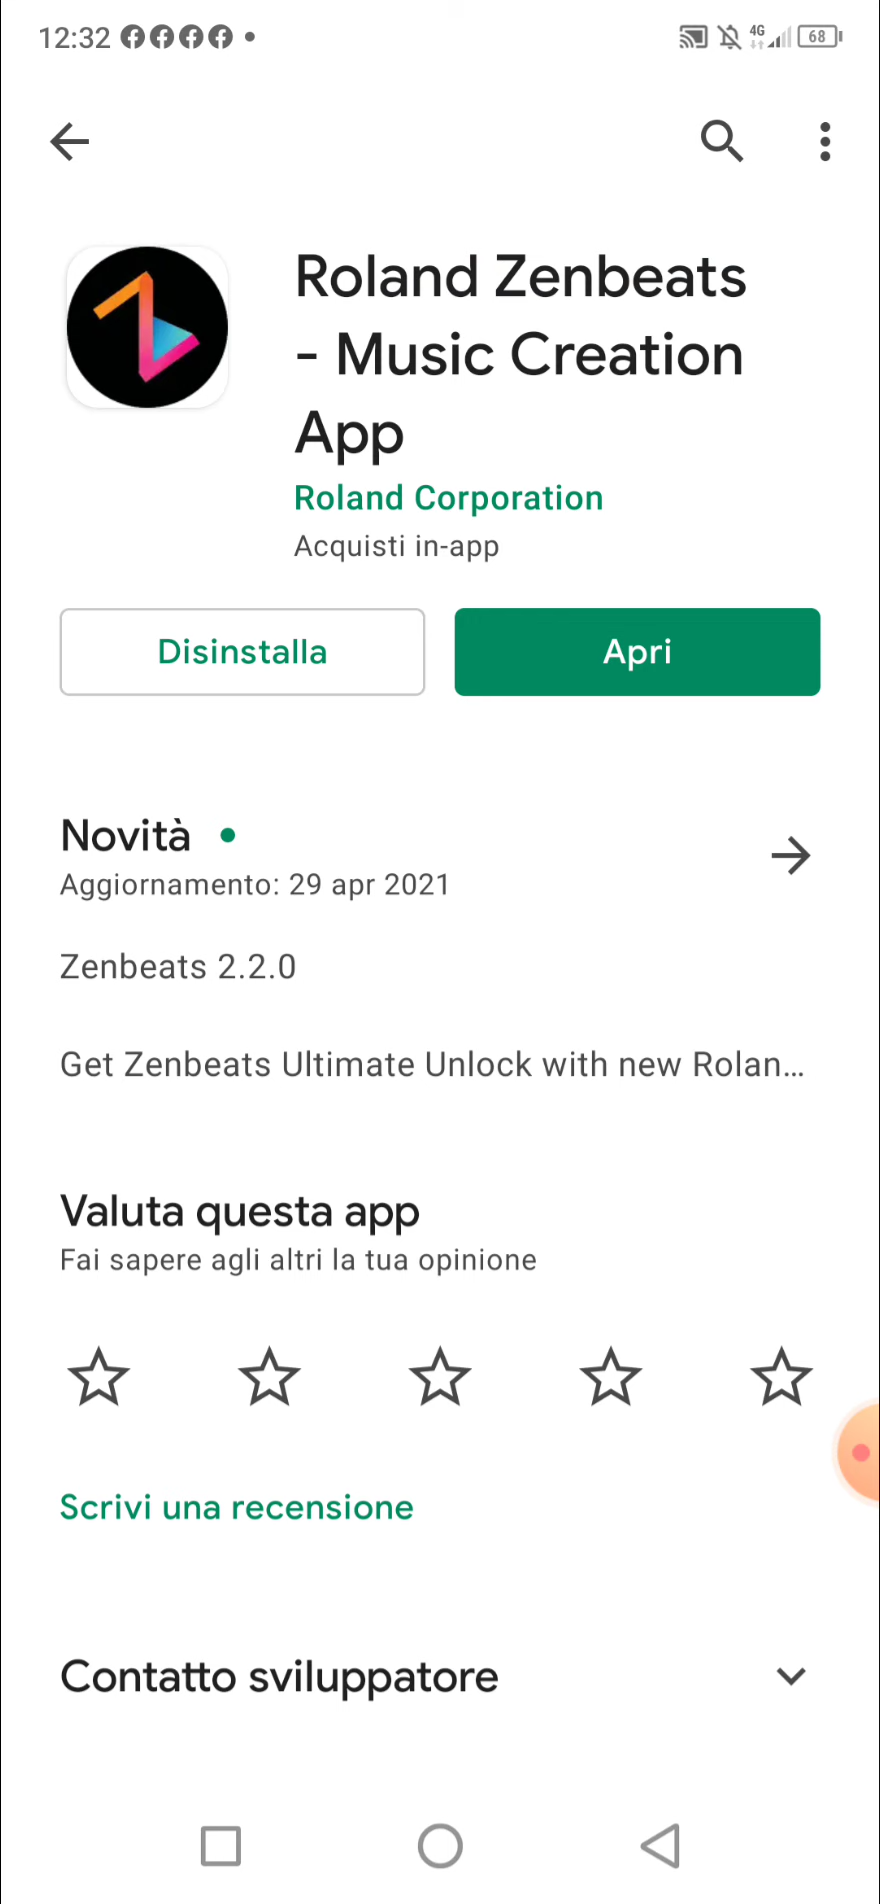 12:32
4G
68
Roland Zenbeats
- Music Creation
App
Roland Corporation
Acquisti in-app
Disinstalla
Apri
Novità
Aggiornamento: 29 apr 2021
Zenbeats 2.2.0
Get Zenbeats Ultimate Unlock with new Rolan...
Valuta questa app
Fai sapere agli altri la tua opinione
Scrivi una recensione
Contatto sviluppatore